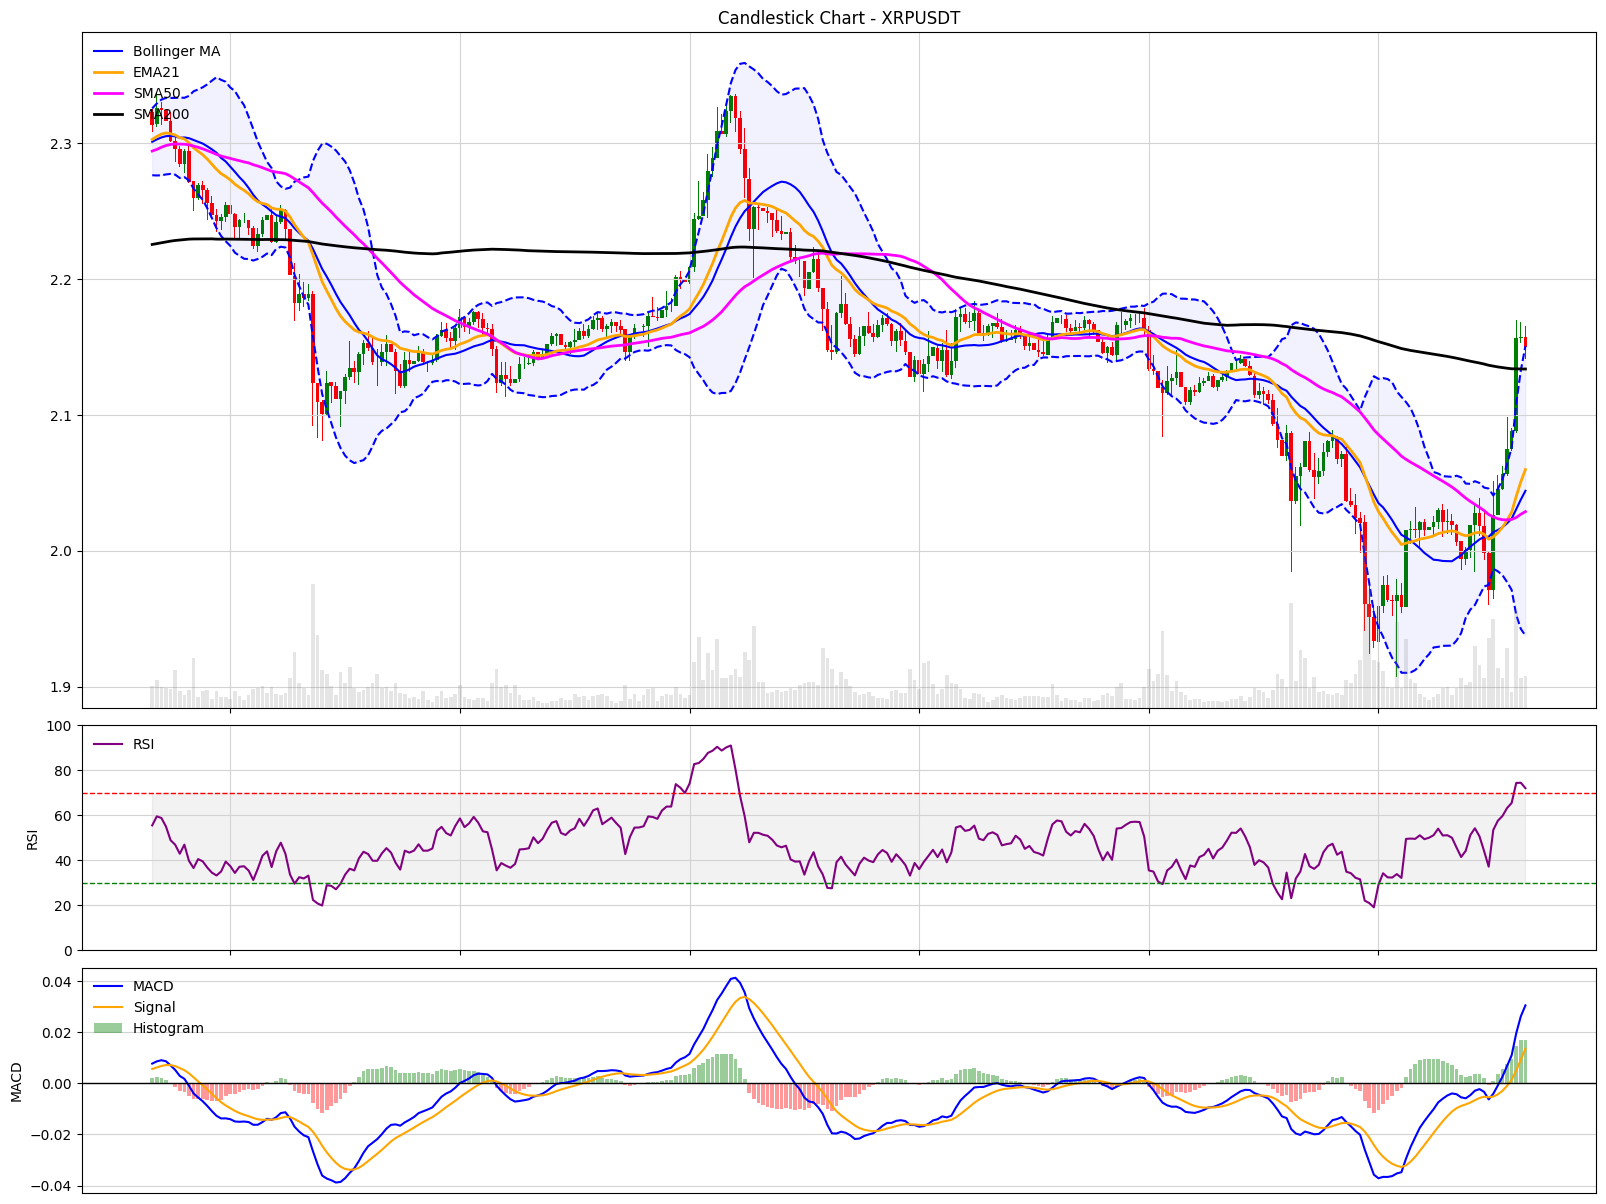 Candlestick Chart - XRPUSDT
Bollinger MA
EMA21
SMA50
SMA200
2.3
2.2
2.1
2.0
1.9
100
80
60
40
20
0
RSI
RSI
0.04
0.02
0.00
−0.02
−0.04
MACD
MACD
Signal
Histogram